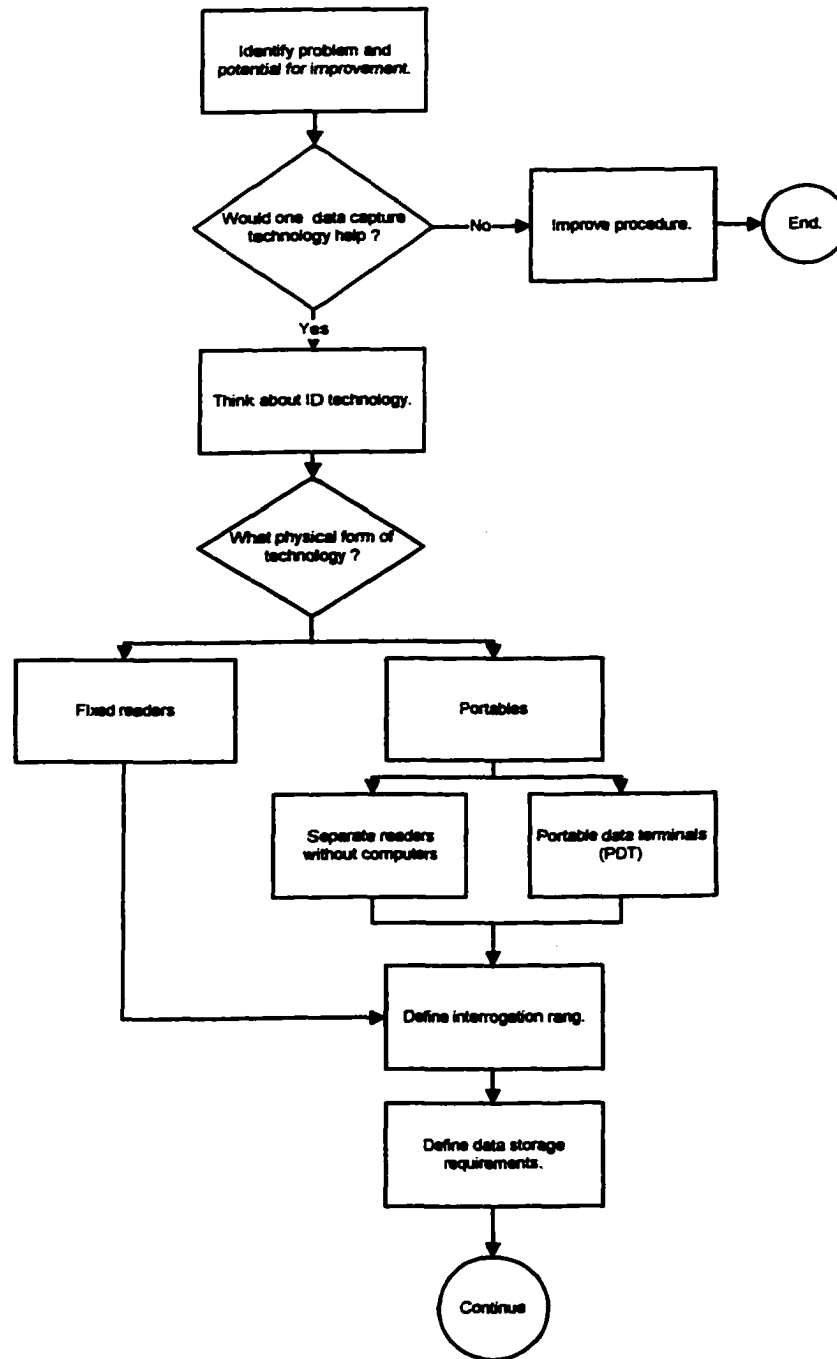 Identify problem and
potential for improvement.
Would one data capture
technology help ?
No
Improve procedure.
End.
Yes
Think about ID technology.
What physical form of
technology ?
Fixed readers
Portables
Separate readers
without computers
Portable data terminals
(PDT)
Define interrogation rang.
Define data storage
requirements.
Continue